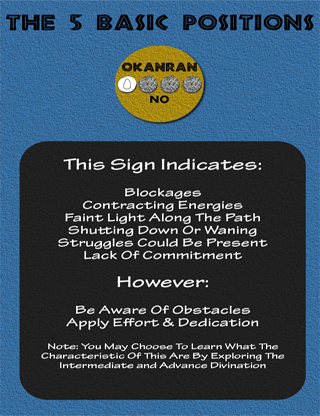 THE 5 BASIC POSITIONS
OKANRAN
NO
This Sign Indicates:
Blockages
Contracting Energies
Faint Light Along The Path
Shutting Down Or Waning
Struggles Could Be Present
Lack Of Commitment
However:
Be Aware Of Obstacles
Apply Effort & Dedication
Note: You May Choose To Learn What The
Characteristic Of This Are By Exploring The
Intermediate and Advance Divination